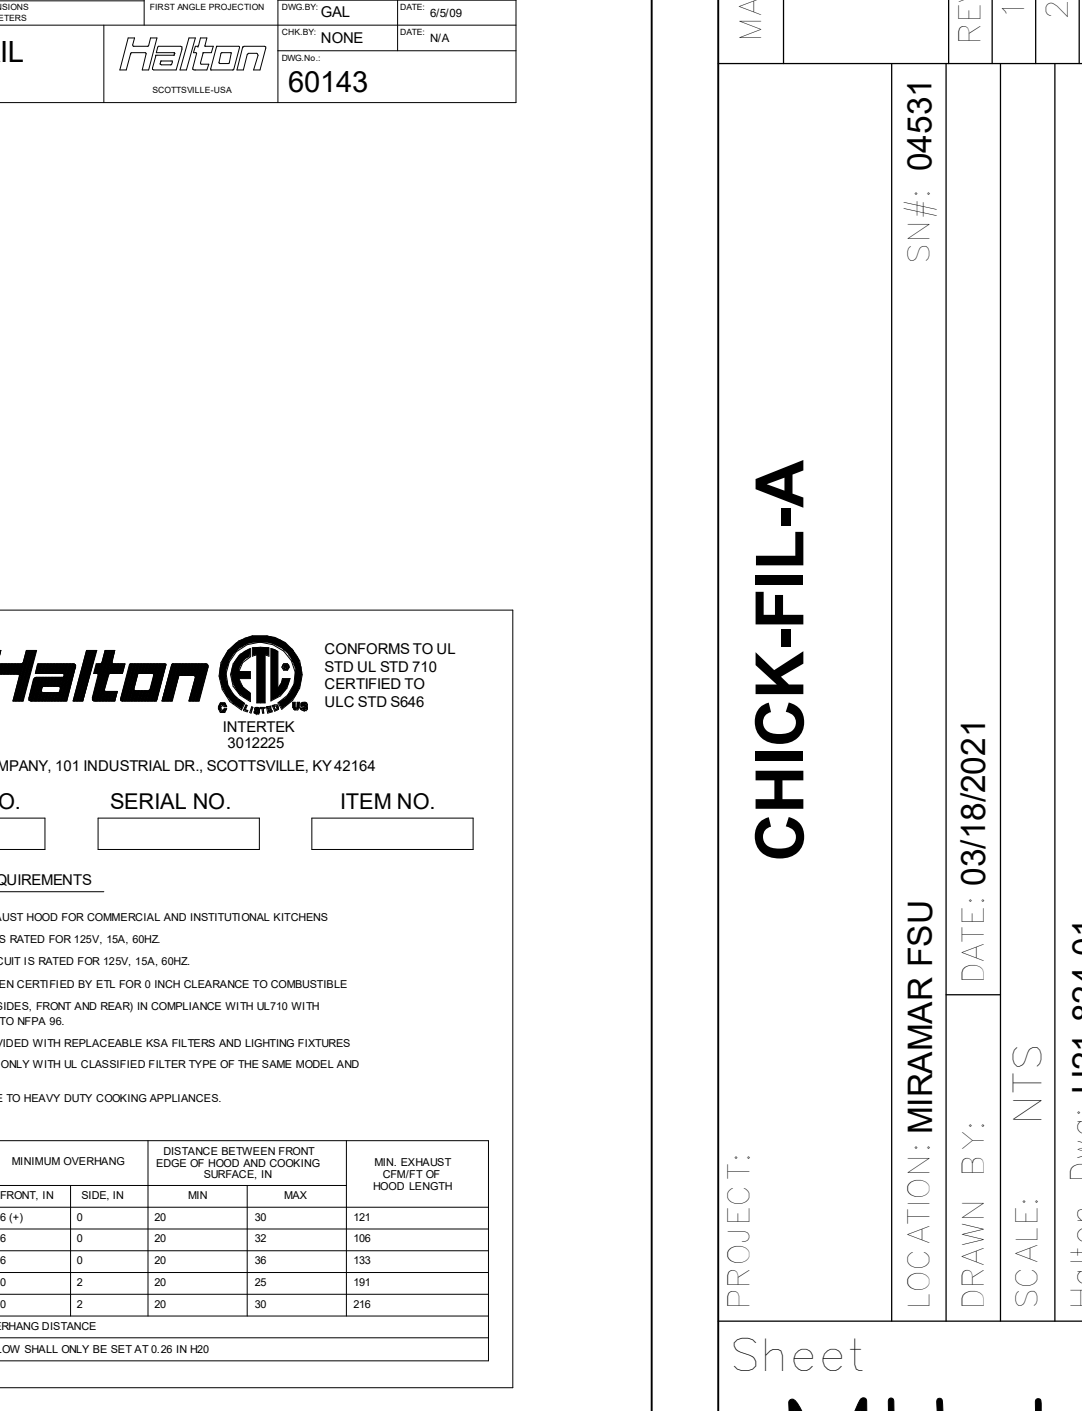 FIRST ANGLE PROJECTION
DWG.BY: GAL
DATE: 6/5/09
CHK.BY: NONE
DATE: N/A
Halton
SCOTTSVILLE-USA
DWG.No.:
60143
Halton
INTERTEK
3012225
CONFORMS TO UL
STD UL STD 710
CERTIFIED TO
ULC STD S646
101 INDUSTRIAL DR., SCOTTSVILLE, KY 42164
SERIAL NO.
ITEM NO.
HOOD FOR COMMERCIAL AND INSTITUTIONAL KITCHENS
RATED FOR 125V, 15A, 60HZ.
IS RATED FOR 125V, 15A, 60HZ.
CERTIFIED BY ETL FOR 0 INCH CLEARANCE TO COMBUSTIBLE
SIDES, FRONT AND REAR) IN COMPLIANCE WITH UL710 WITH
TO NFPA 96.
WITH REPLACEABLE KSA FILTERS AND LIGHTING FIXTURES
ONLY WITH UL CLASSIFIED FILTER TYPE OF THE SAME MODEL AND
TO HEAVY DUTY COOKING APPLIANCES.
MINIMUM OVERHANG
DISTANCE BETWEEN FRONT
EDGE OF HOOD AND COOKING
SURFACE, IN
MIN. EXHAUST
CFM/FT OF
HOOD LENGTH
FRONT, IN SIDE, IN MIN MAX
6 (+) 0 20 30 121
6 0 20 32 106
6 0 20 36 133
0 2 20 25 191
0 2 20 30 216
DISTANCE
SHALL ONLY BE SET AT 0.26 IN H20
PROJECT:
CHICK-FIL-A
LOCATION: MIRAMAR FSU SN#: 04531
DRAWN BY: DATE: 03/18/2021
SCALE: NTS
Sheet